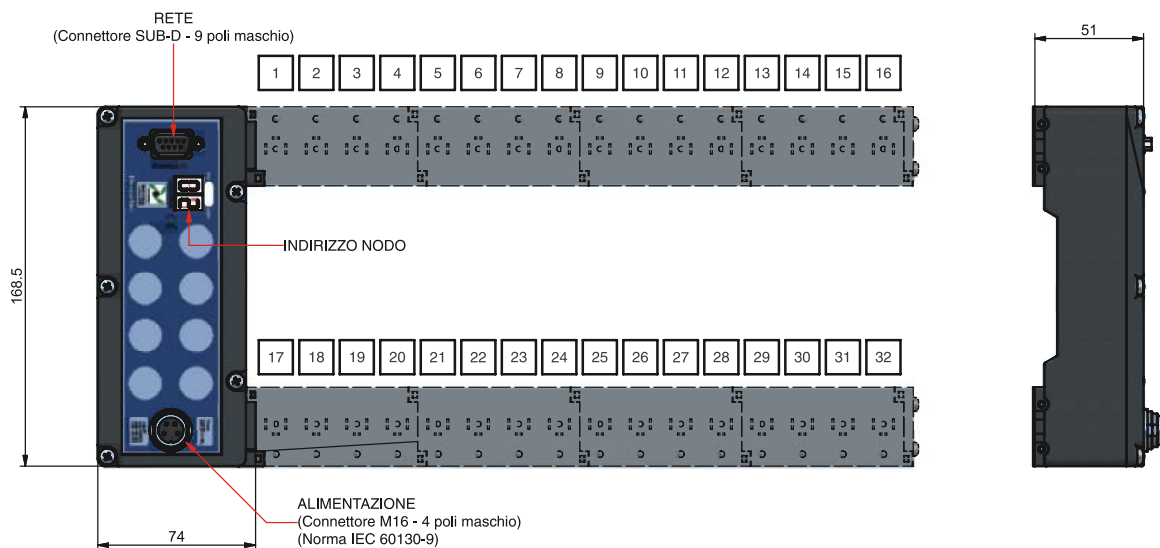 RETE
(Connettore SUB-D - 9 poli maschio)
51
1 2 3 4 5 6 7 8 9 10 11 12 13 14 15 16
INDIRIZZO NODO
168.5
17 18 19 20 21 22 23 24 25 26 27 28 29 30 31 32
ALIMENTAZIONE
(Connettore M16 - 4 poli maschio)
(Norma IEC 60130-9)
74